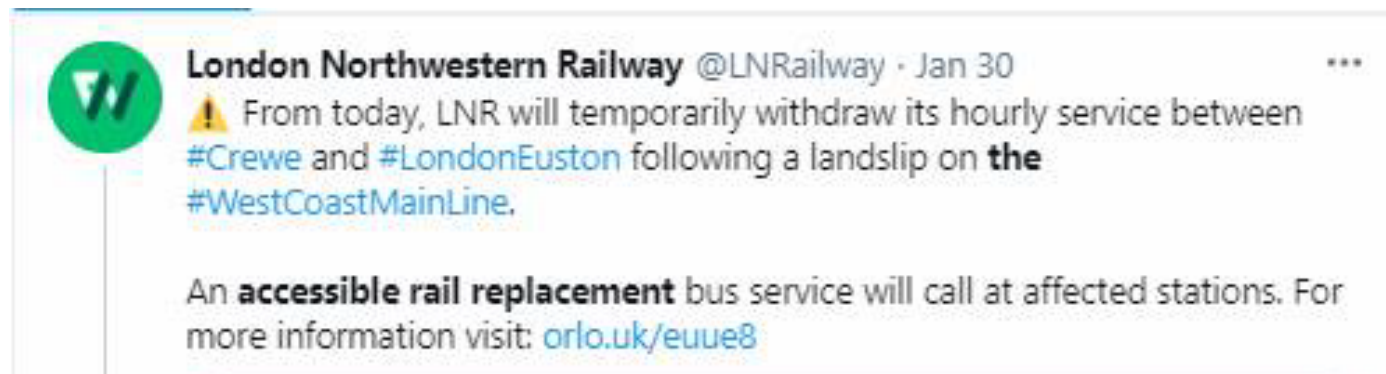 London Northwestern Railway @LNRailway · Jan 30
⚠ From today, LNR will temporarily withdraw its hourly service between
#Crewe and #LondonEuston following a landslip on the
#WestCoastMainLine.
An accessible rail replacement bus service will call at affected stations. For
more information visit: orlo.uk/euue8